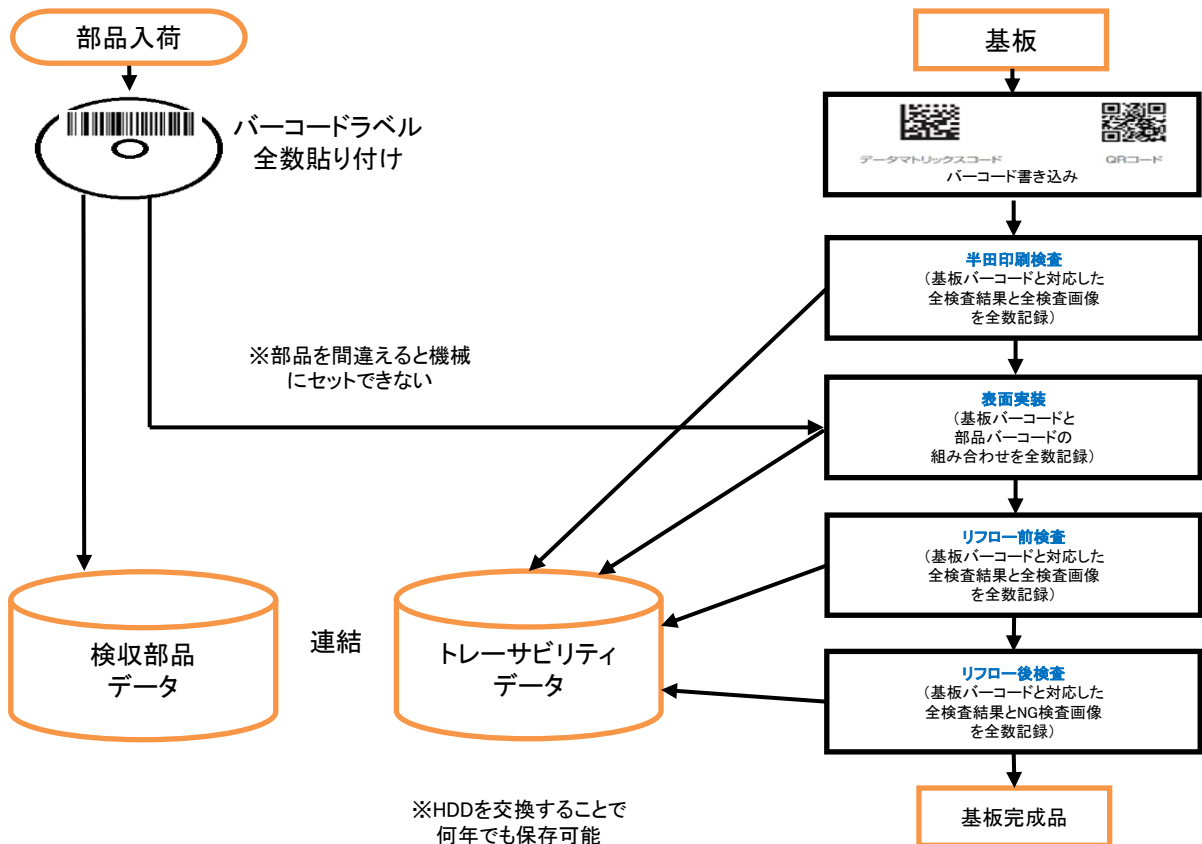 部品入荷
バーコードラベル
全数貼り付け
※部品を間違えると機械
にセットできない
検収部品
データ
連結
トレーサビリティ
データ
※HDDを交換することで
何年でも保存可能
基板
データマトリックスコード
QRコード
バーコード書き込み
半田印刷検査
(基板バーコードと対応した
全検査結果と全検査画像
を全数記録)
表面実装
(基板バーコードと
部品バーコードの
組み合わせを全数記録)
リフロー前検査
(基板バーコードと対応した
全検査結果と全検査画像
を全数記録)
リフロー後検査
(基板バーコードと対応した
全検査結果とNG検査画像
を全数記録)
基板完成品